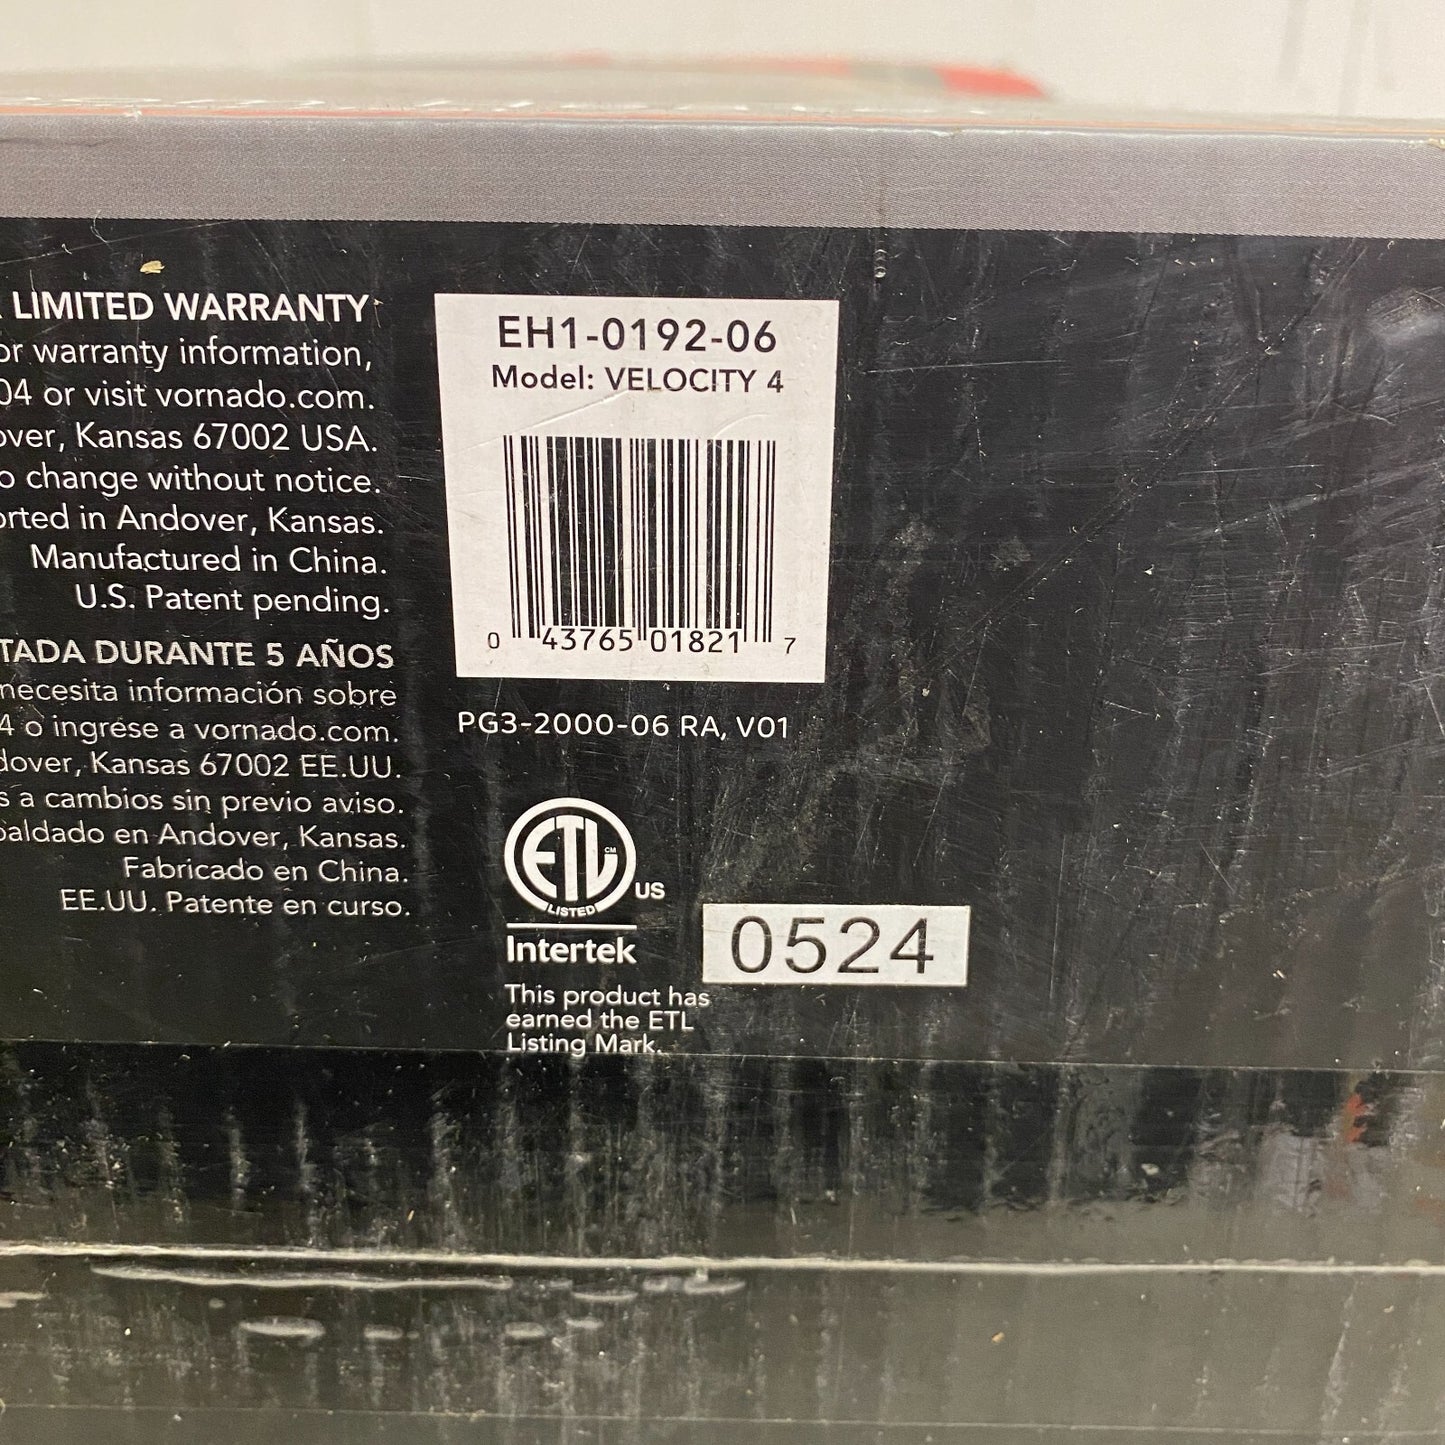 LIMITED WARRANTY
or warranty information,
04 or visit vornado.com.
over, Kansas 67002 USA.
o change without notice.
orted in Andover, Kansas.
Manufactured in China.
U.S. Patent pending.
TADA DURANTE 5 AÑOS
necesita información sobre
4 o ingrese a vornado.com.
dover, Kansas 67002 EE.UU.
s a cambios sin previo aviso.
paldado en Andover, Kansas.
Fabricado en China.
EE.UU. Patente en curso.
EH1-0192-06
Model: VELOCITY 4
0 43765 01821 7
PG3-2000-06 RA, V01
ETL CM
LISTED
US
Intertek
0524
This product has
earned the ETL
Listing Mark.